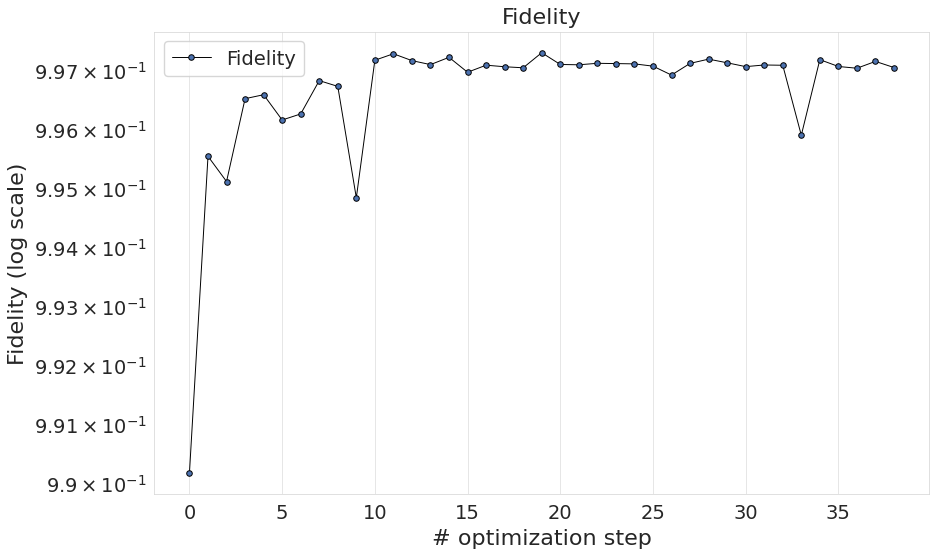 Fidelity
Fidelity
9.97 × 10⁻¹
9.96 × 10⁻¹
9.95 × 10⁻¹
9.94 × 10⁻¹
9.93 × 10⁻¹
9.92 × 10⁻¹
9.91 × 10⁻¹
9.9 × 10⁻¹
Fidelity (log scale)
0 5 10 15 20 25 30 35
# optimization step